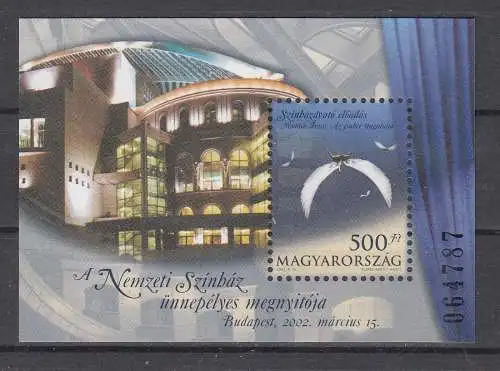 Színházavató előadás
Madách Imre: Az ember tragédiája
500 Ft
MAGYARORSZÁG
A Nemzeti Színház
ünnepélyes megnyitója
Budapest, 2002. március 15.
064787